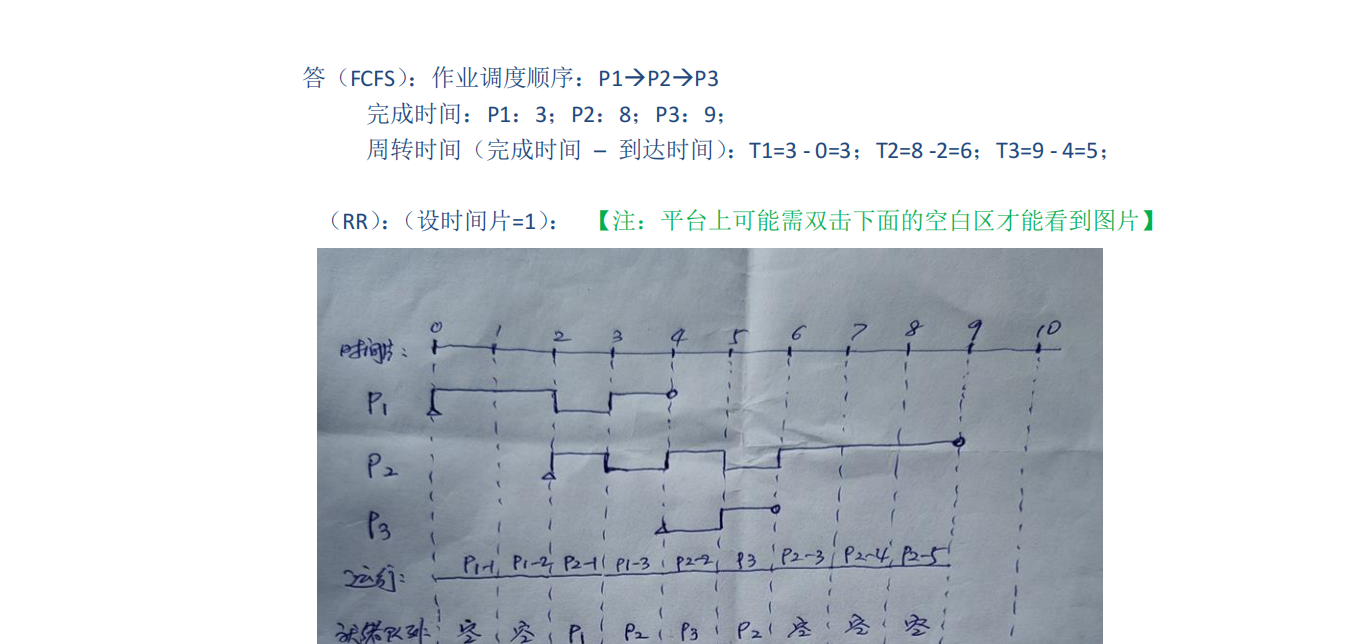 答（FCFS）：作业调度顺序：P1→P2→P3
完成时间：P1：3；P2：8；P3：9；
周转时间（完成时间 – 到达时间）：T1=3 - 0=3；T2=8 -2=6；T3=9 - 4=5；
（RR）：（设时间片=1）： 【注：平台上可能需双击下面的空白区才能看到图片】
时间片： 0 1 2 3 4 5 6 7 8 9 10
P1
P2
P3
运行： P1-1 P1-2 P2-1 P1-3 P2-2 P3 P2-3 P2-4 P2-5
就绪队列： 空 空 P1 P2 P3 P2 空 空 空